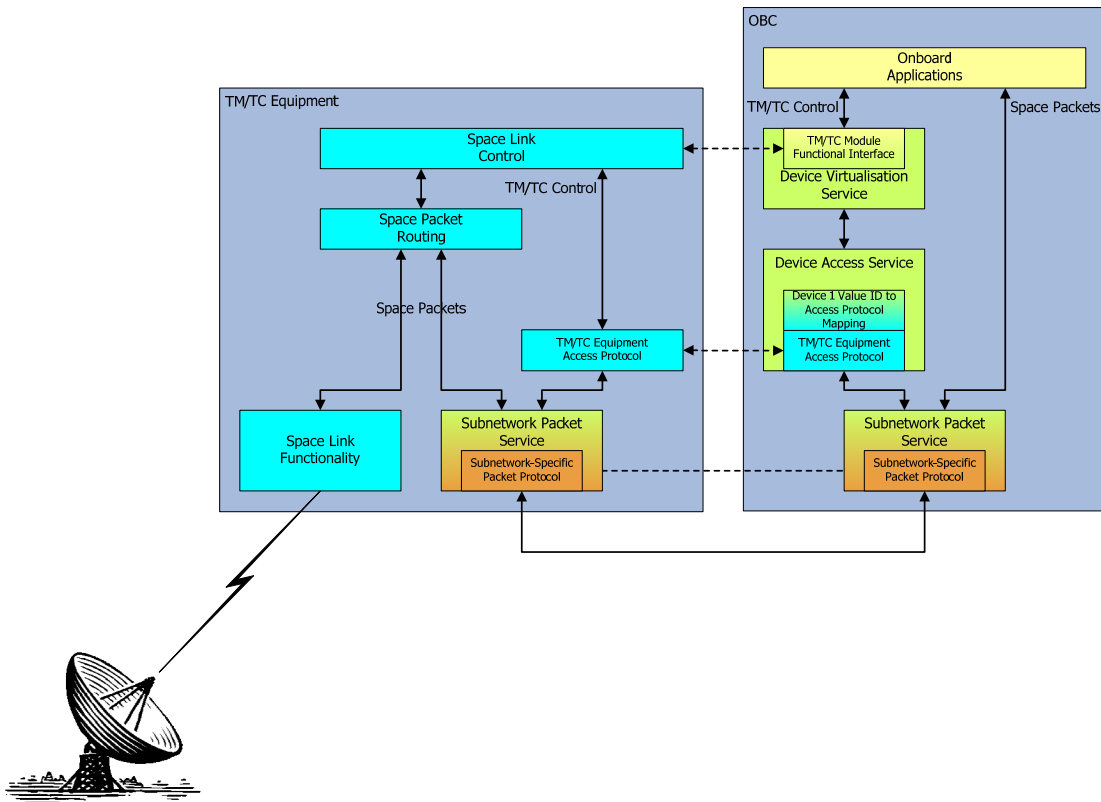 OBC
Onboard
Applications
TM/TC Control
Space Packets
TM/TC Equipment
Space Link
Control
TM/TC Module
Functional Interface
Device Virtualisation
Service
TM/TC Control
Space Packet
Routing
Device Access Service
Device 1 Value ID to
Access Protocol
Mapping
Space Packets
TM/TC Equipment
Access Protocol
TM/TC Equipment
Access Protocol
Space Link
Functionality
Subnetwork Packet
Service
Subnetwork-Specific
Packet Protocol
Subnetwork Packet
Service
Subnetwork-Specific
Packet Protocol